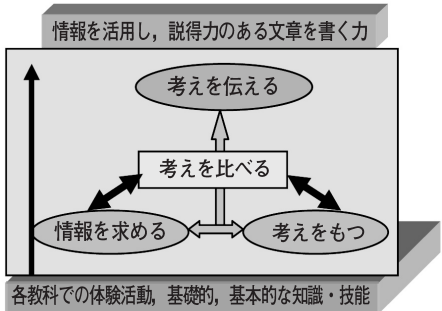 情報を活用し，説得力のある文章を書く力
考えを伝える
考えを比べる
情報を求める
考えをもつ
各教科での体験活動，基礎的，基本的な知識・技能